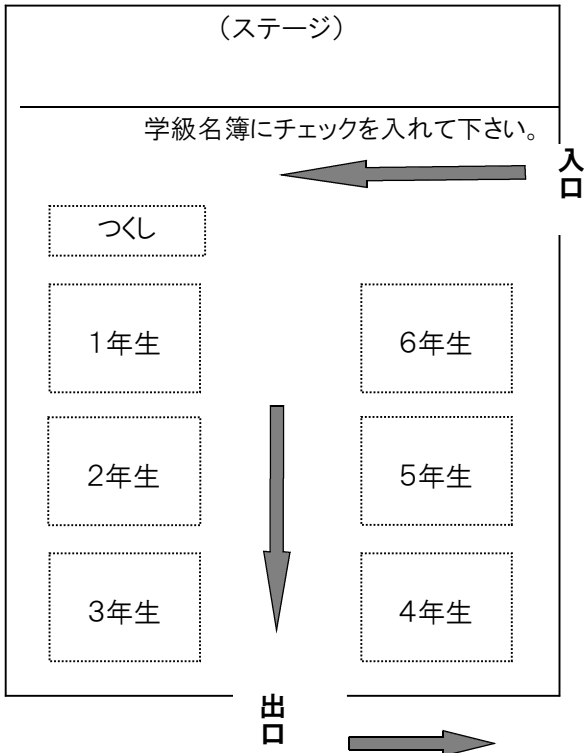 （ステージ）
学級名簿にチェックを入れて下さい。
入口
つくし
１年生
６年生
２年生
５年生
３年生
４年生
出口